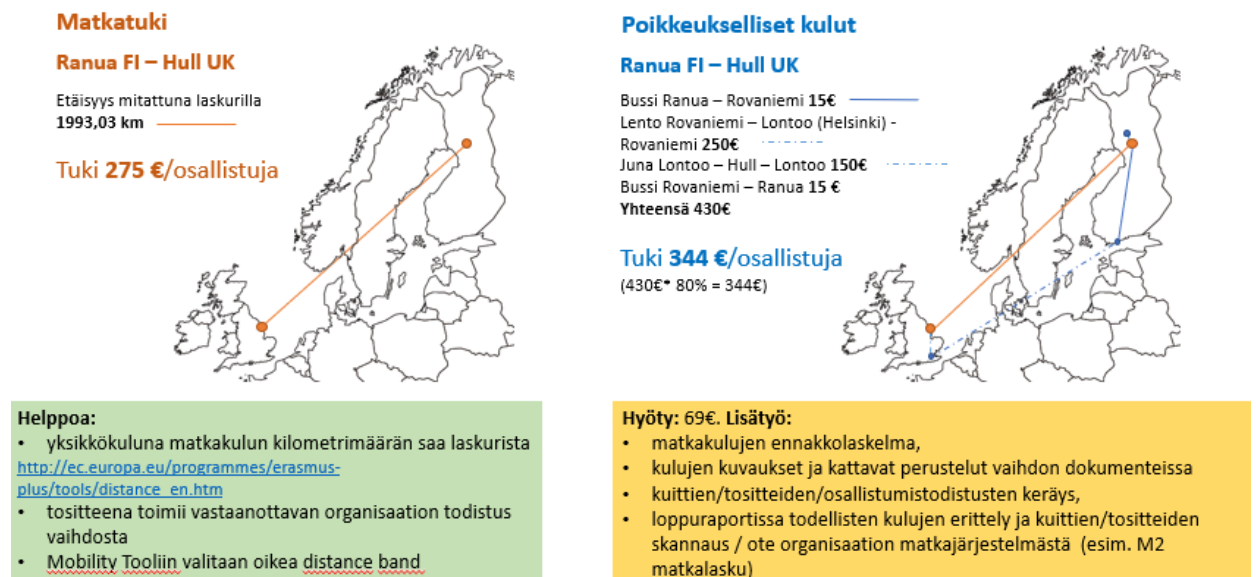 Matkatuki
Ranua FI – Hull UK
Etäisyys mitattuna laskurilla
1993,03 km
Tuki 275 €/osallistuja
Helppoa:
• yksikkökuluna matkakulun kilometrimäärän saa laskurista
http://ec.europa.eu/programmes/erasmus-
plus/tools/distance_en.htm
• tositteena toimii vastaanottavan organisaation todistus
vaihdosta
• Mobility Tooliin valitaan oikea distance band
Poikkeukselliset kulut
Ranua FI – Hull UK
Bussi Ranua – Rovaniemi 15€
Lento Rovaniemi – Lontoo (Helsinki) -
Rovaniemi 250€
Juna Lontoo – Hull – Lontoo 150€
Bussi Rovaniemi – Ranua 15 €
Yhteensä 430€
Tuki 344 €/osallistuja
(430€* 80% = 344€)
Hyöty: 69€. Lisätyö:
• matkakulujen ennakkolaskelma,
• kulujen kuvaukset ja kattavat perustelut vaihdon dokumenteissa
• kuittien/tositteiden/osallistumistodistusten keräys,
• loppuraportissa todellisten kulujen erittely ja kuittien/tositteiden
skannaus / ote organisaation matkajärjestelmästä (esim. M2
matkalasku)